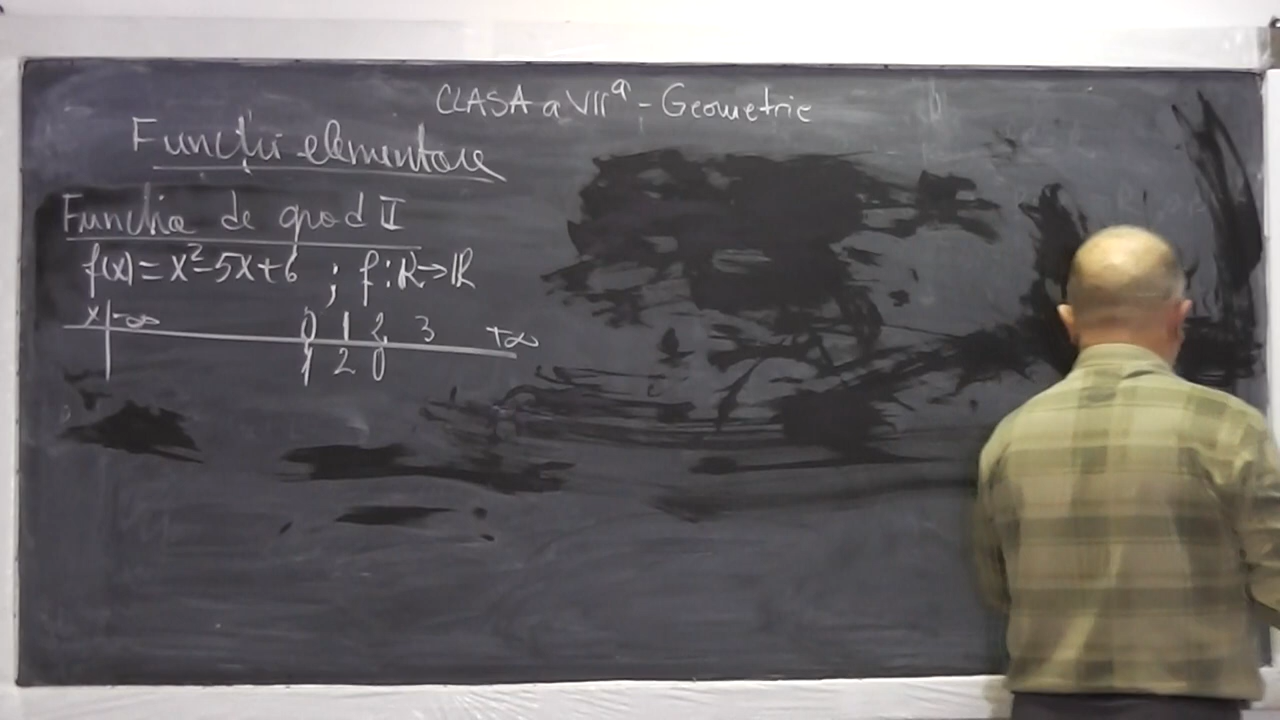 CLASA a VII a - Geometrie
Funcții elementare
Funcția de grad II
f(x) = x²-5x+6 ; f:R→R
x -∞ 0 1 2 3 +∞
1 2 0